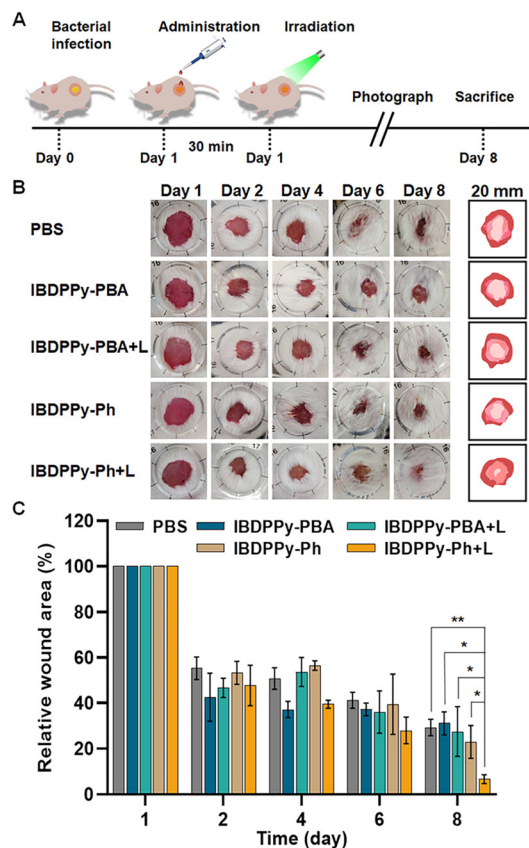 A
Bacterial infection
Administration
Irradiation
30 min
Photograph
Sacrifice
Day 0
Day 1
Day 1
Day 8
B
Day 1 Day 2 Day 4 Day 6 Day 8 20 mm
PBS
IBDPPy-PBA
IBDPPy-PBA+L
IBDPPy-Ph
IBDPPy-Ph+L
C
PBS IBDPPy-PBA IBDPPy-PBA+L
IBDPPy-Ph IBDPPy-Ph+L
Relative wound area (%)
120
100
80
60
40
20
0
**
*
*
*
1 2 4 6 8
Time (day)